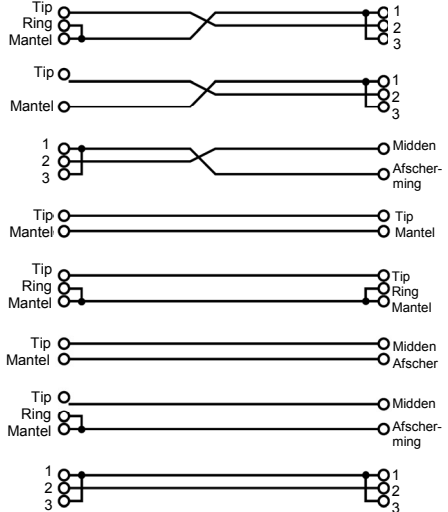 Tip
Ring
Mantel
1
2
3
Tip
Mantel
1
2
3
1
2
3
Midden
Afscher-
ming
Tip
Mantel
Tip
Mantel
Tip
Ring
Mantel
Tip
Ring
Mantel
Tip
Mantel
Midden
Afscher
Tip
Ring
Mantel
Midden
Afscher-
ming
1
2
3
1
2
3